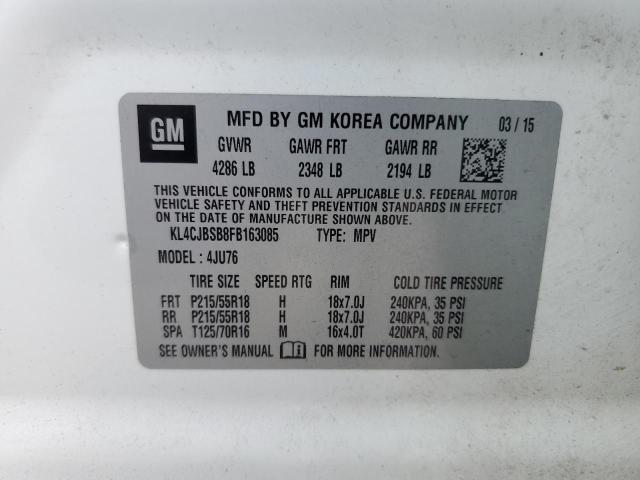 GM MFD BY GM KOREA COMPANY 03 / 15
GVWR GAWR FRT GAWR RR
4286 LB 2348 LB 2194 LB
THIS VEHICLE CONFORMS TO ALL APPLICABLE U.S. FEDERAL MOTOR
VEHICLE SAFETY AND THEFT PREVENTION STANDARDS IN EFFECT
ON THE DATE OF MANUFACTURE SHOWN ABOVE.
KL4CJBSB8FB163085 TYPE: MPV
MODEL : 4JU76
TIRE SIZE SPEED RTG RIM COLD TIRE PRESSURE
FRT P215/55R18 H 18x7.0J 240KPA, 35 PSI
RR P215/55R18 H 18x7.0J 240KPA, 35 PSI
SPA T125/70R16 M 16x4.0T 420KPA, 60 PSI
SEE OWNER'S MANUAL FOR MORE INFORMATION.